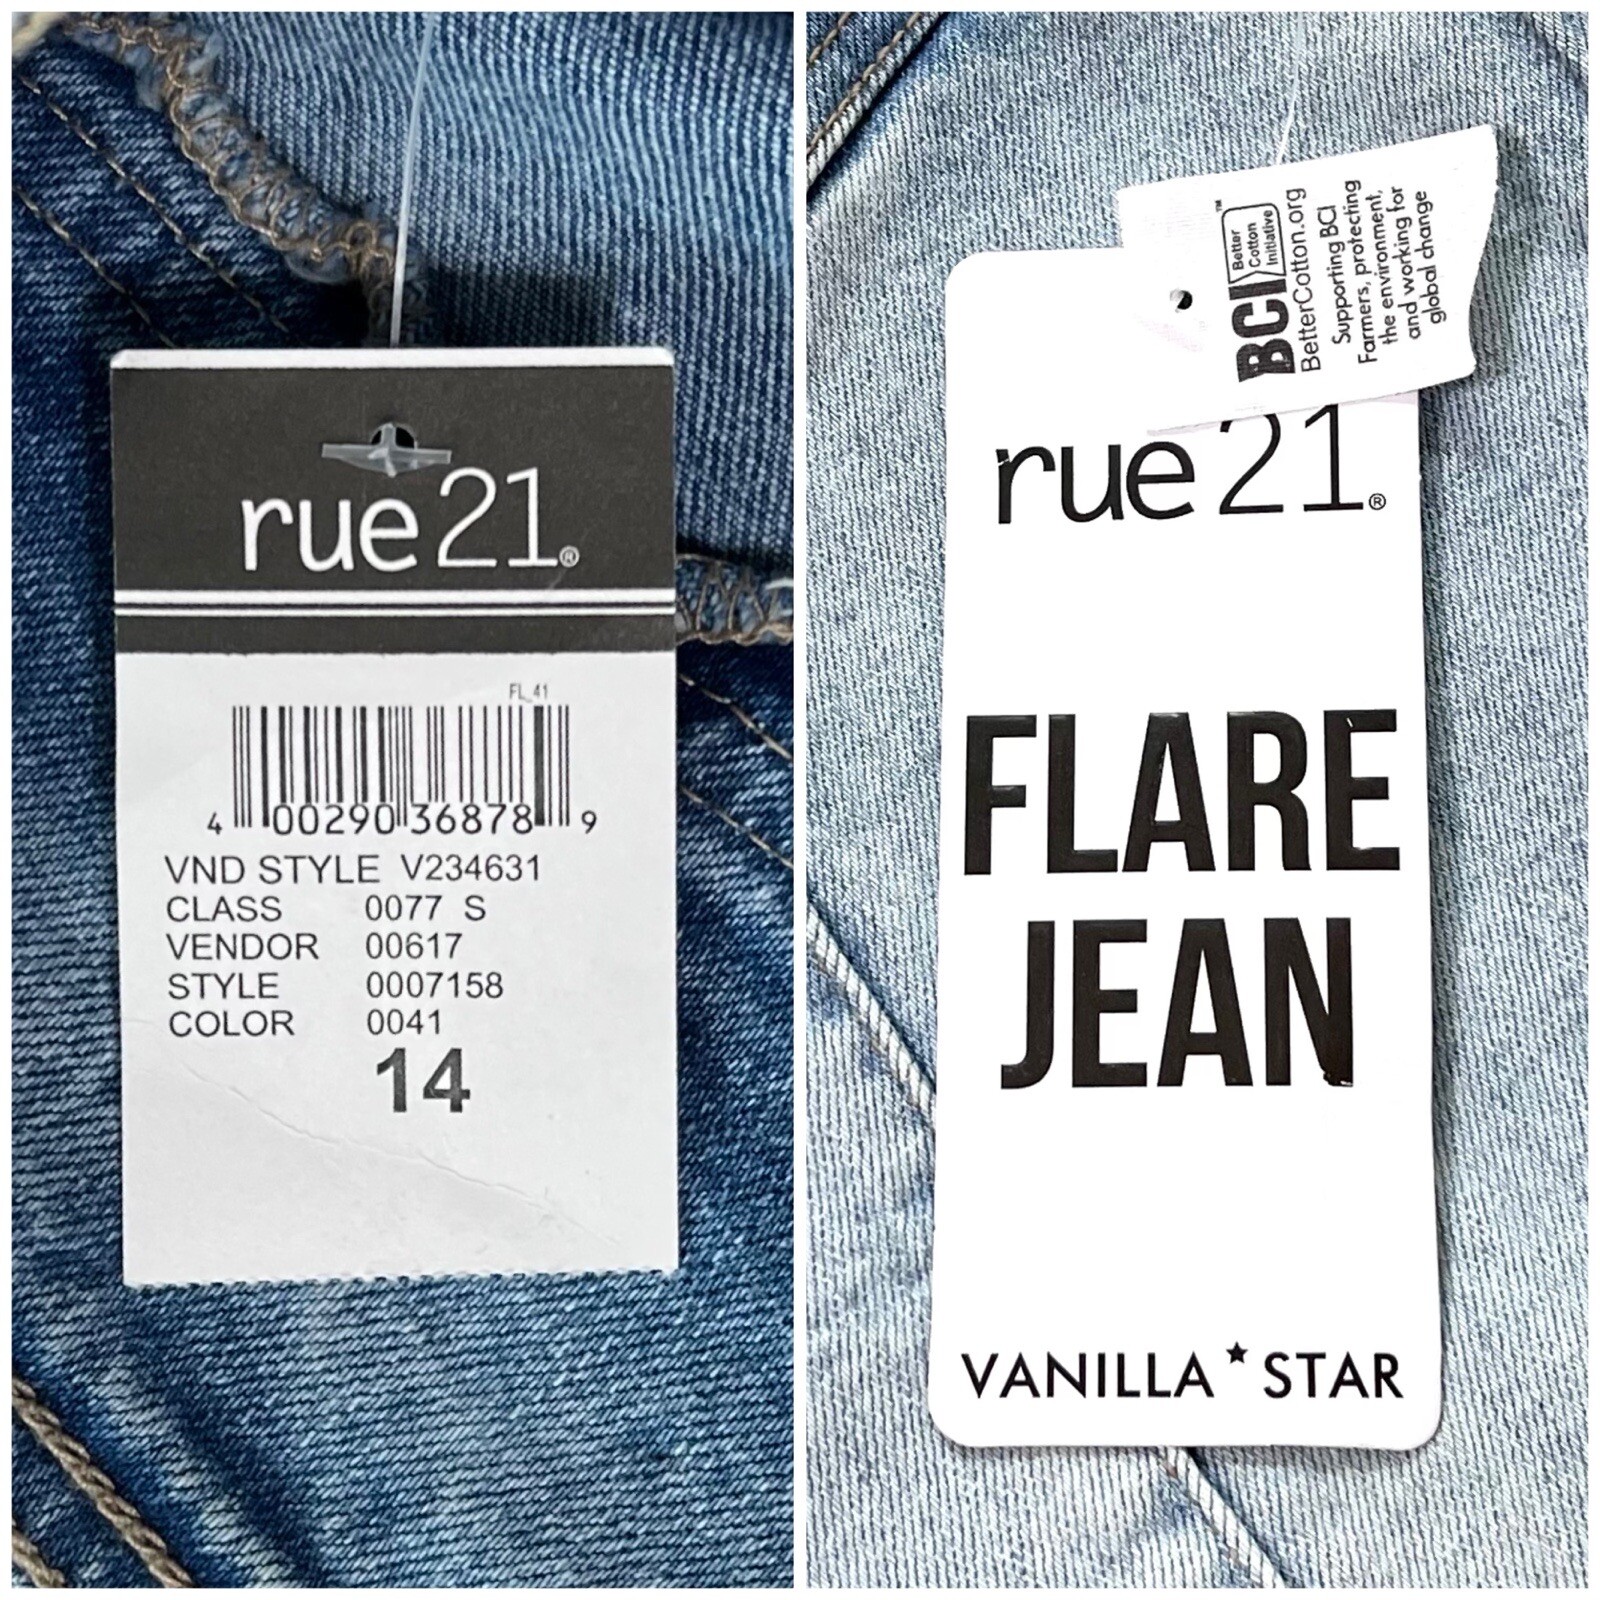 rue21®
FL_41
4 00290 36878 9
VND STYLE V234631
CLASS 0077 S
VENDOR 00617
STYLE 0007158
COLOR 0041
14
BCI Better Cotton Initiative™
BetterCotton.org
Supporting BCI
Farmers, protecting
the environment,
and working for
global change
rue21®
FLARE
JEAN
VANILLA★STAR